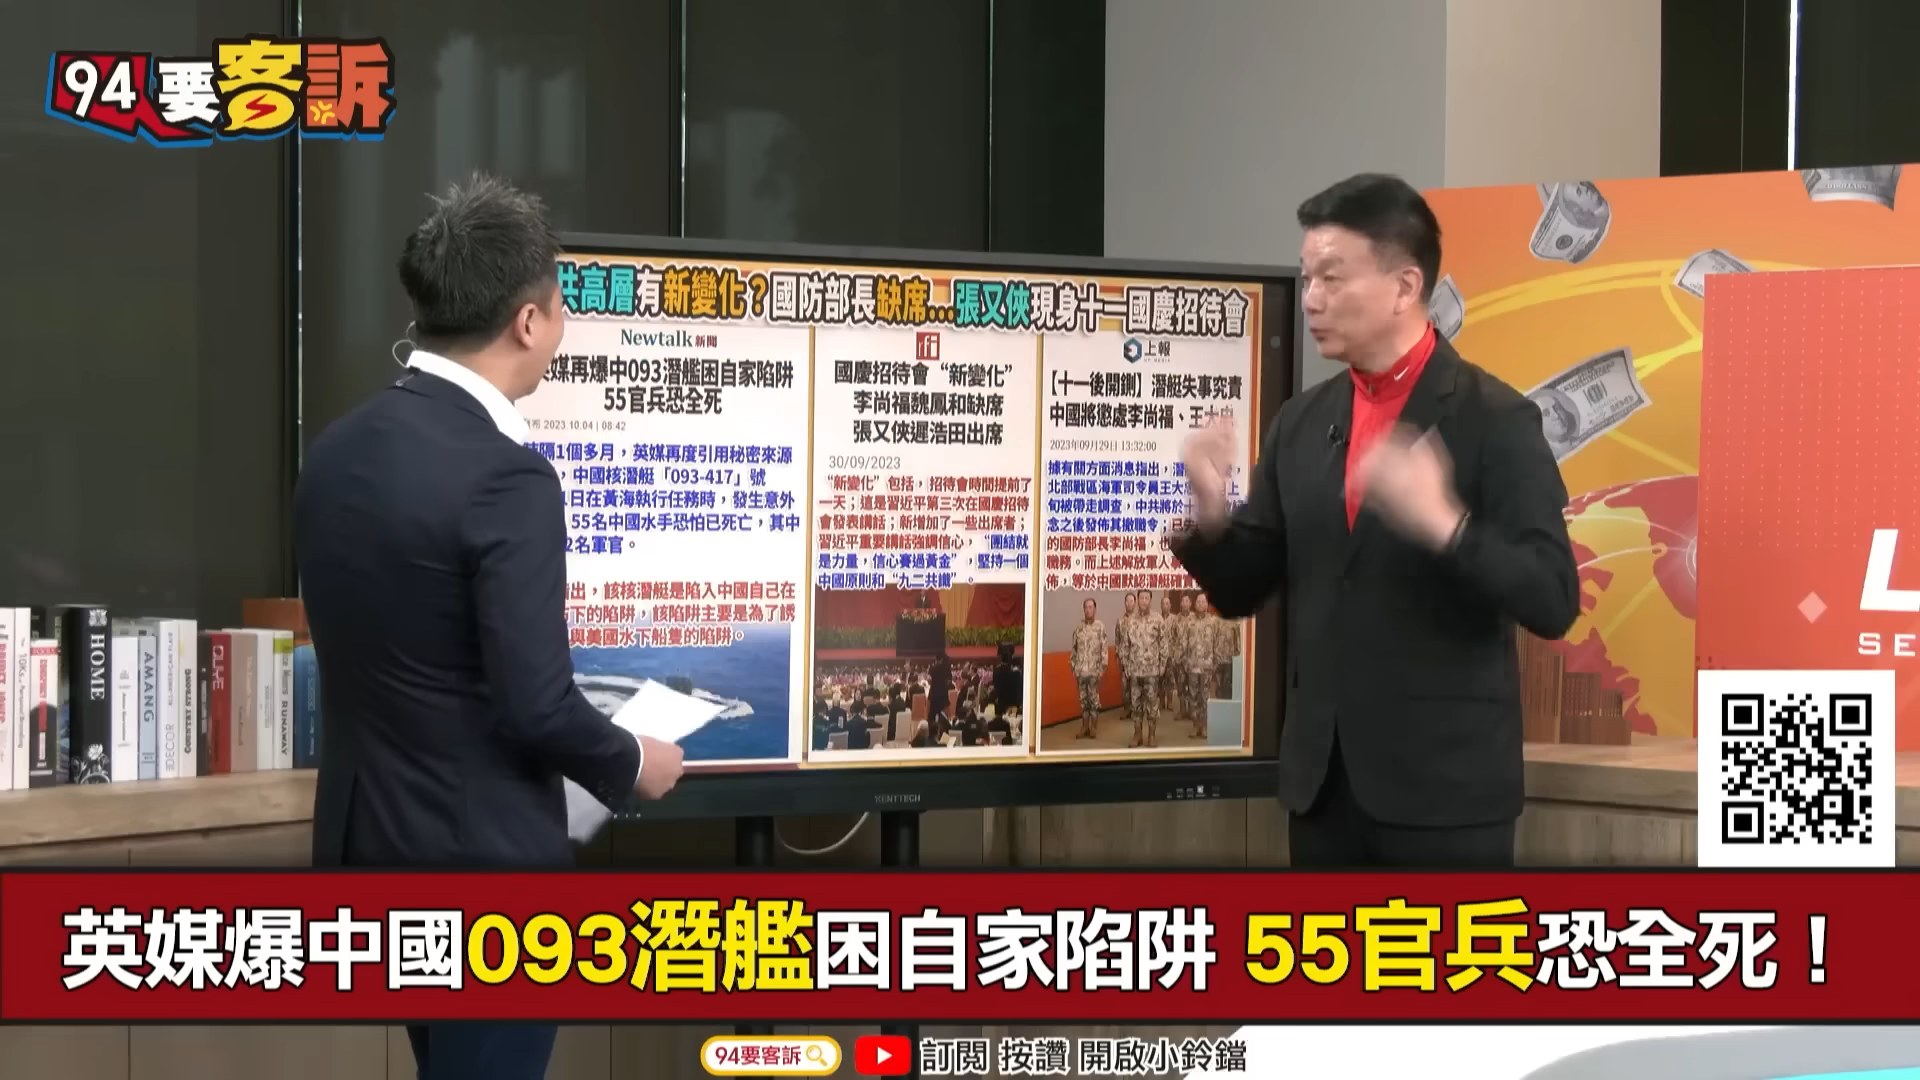 94要客訴
共高層有新變化？國防部長缺席...張又俠現身十一國慶招待會
Newtalk新聞
英媒再爆中093潛艦困自家陷阱
55官兵恐全死
布 2023.10.04 | 08:42
時隔1個多月，英媒再度引用秘密來源
，中國核潛艇「093-417」號
1日在黃海執行任務時，發生意外
55名中國水手恐怕已死亡，其中
2名軍官。
出，該核潛艇是陷入中國自己在
下的陷阱，該陷阱主要是為了誘
與美國水下船隻的陷阱。
rfi
國慶招待會“新變化”
李尚福魏鳳和缺席
張又俠遲浩田出席
30/09/2023
“新變化”包括，招待會時間提前了
一天；這是習近平第三次在國慶招待
會發表講話；新增加了一些出席者；
習近平重要講話強調信心，“團結就
是力量，信心賽過黃金”，堅持一個
中國原則和“九二共識”。
上報
UP MEDIA
【十一後開鍘】潛艇失事究責
中國將懲處李尚福、王大忠
2023年09月29日 13:32:00
據有關方面消息指出，潛
北部戰區海軍司令員王大忠 上
旬被帶走調查，中共將於十
念之後發佈其撤職令；已失
的國防部長李尚福，也
職務。而上述解放軍人事
佈，等於中國默認潛艇確實
KENTTECH
HOME
AMANG
RUNAWAY
L
SE
英媒爆中國093潛艦困自家陷阱 55官兵恐全死！
94要客訴
訂閱 按讚 開啟小鈴鐺